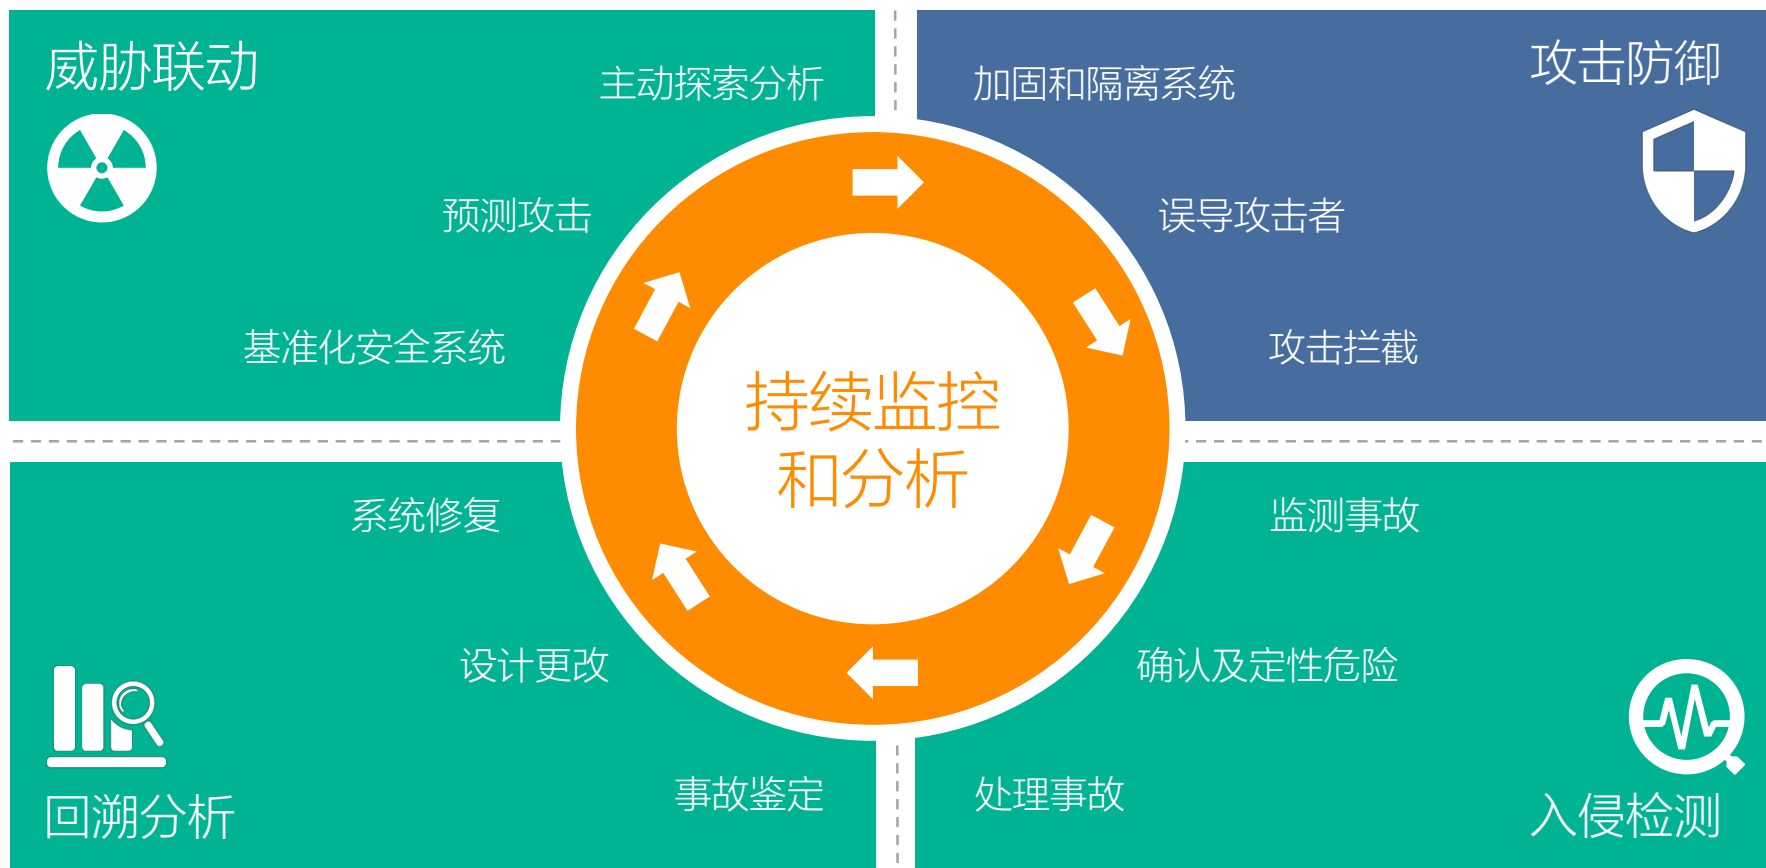 威胁联动
主动探索分析
预测攻击
基准化安全系统
攻击防御
加固和隔离系统
误导攻击者
攻击拦截
持续监控
和分析
系统修复
设计更改
事故鉴定
回溯分析
监测事故
确认及定性危险
处理事故
入侵检测